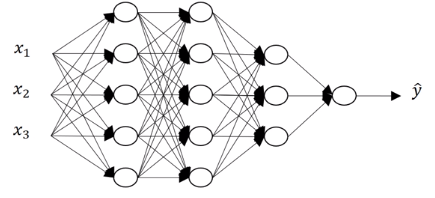 x₁
x₂
ŷ
x₃